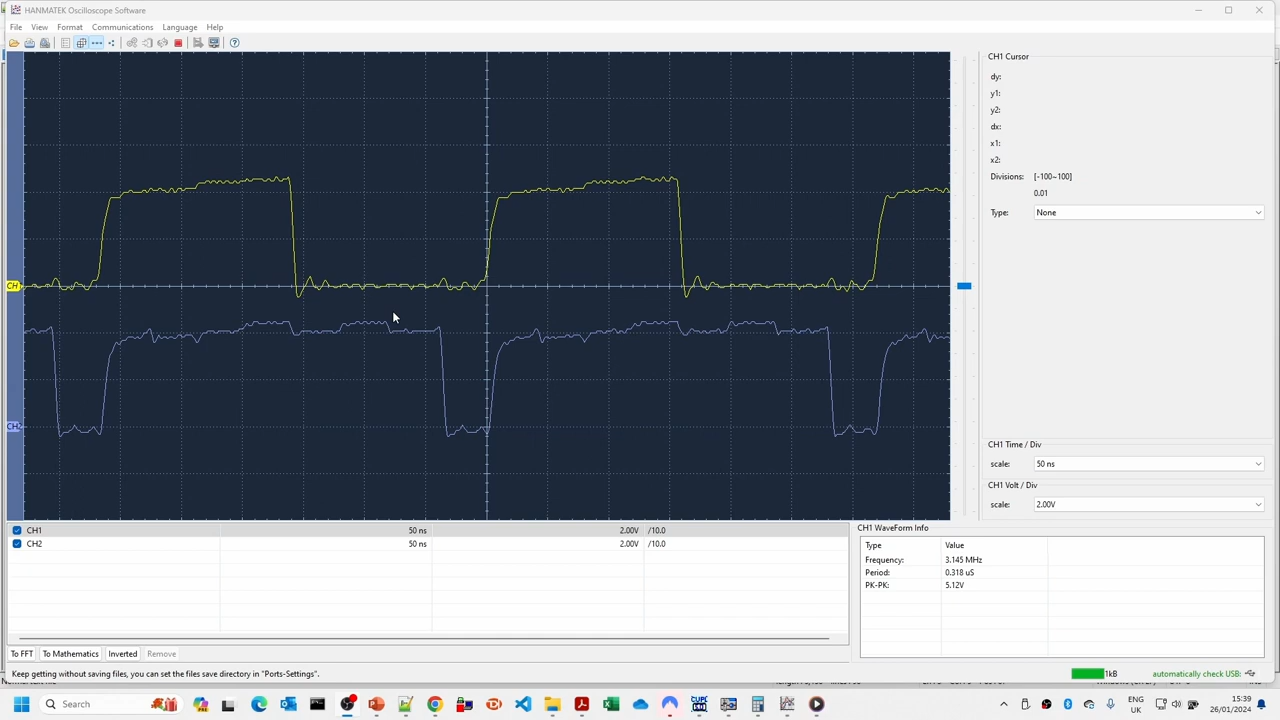 HANMATEK Oscilloscope Software
File View Format Communications Language Help
CH1 Cursor
dy:
y1:
y2:
dx:
x1:
x2:
Divisions: [-100~100]
0.01
Type: None
CH
CH2
CH1 Time / Div
scale: 50 ns
CH1 Volt / Div
scale: 2.00V
CH1 50 ns 2.00V /10.0
CH2 50 ns 2.00V /10.0
CH1 WaveForm Info
Type Value
Frequency: 3.145 MHz
Period: 0.318 uS
PK-PK: 5.12V
To FFT To Mathematics Inverted Remove
Keep getting without saving files, you can set the files save directory in "Ports-Settings".
1kB automatically check USB:
Search
ENG
UK
15:39
26/01/2024